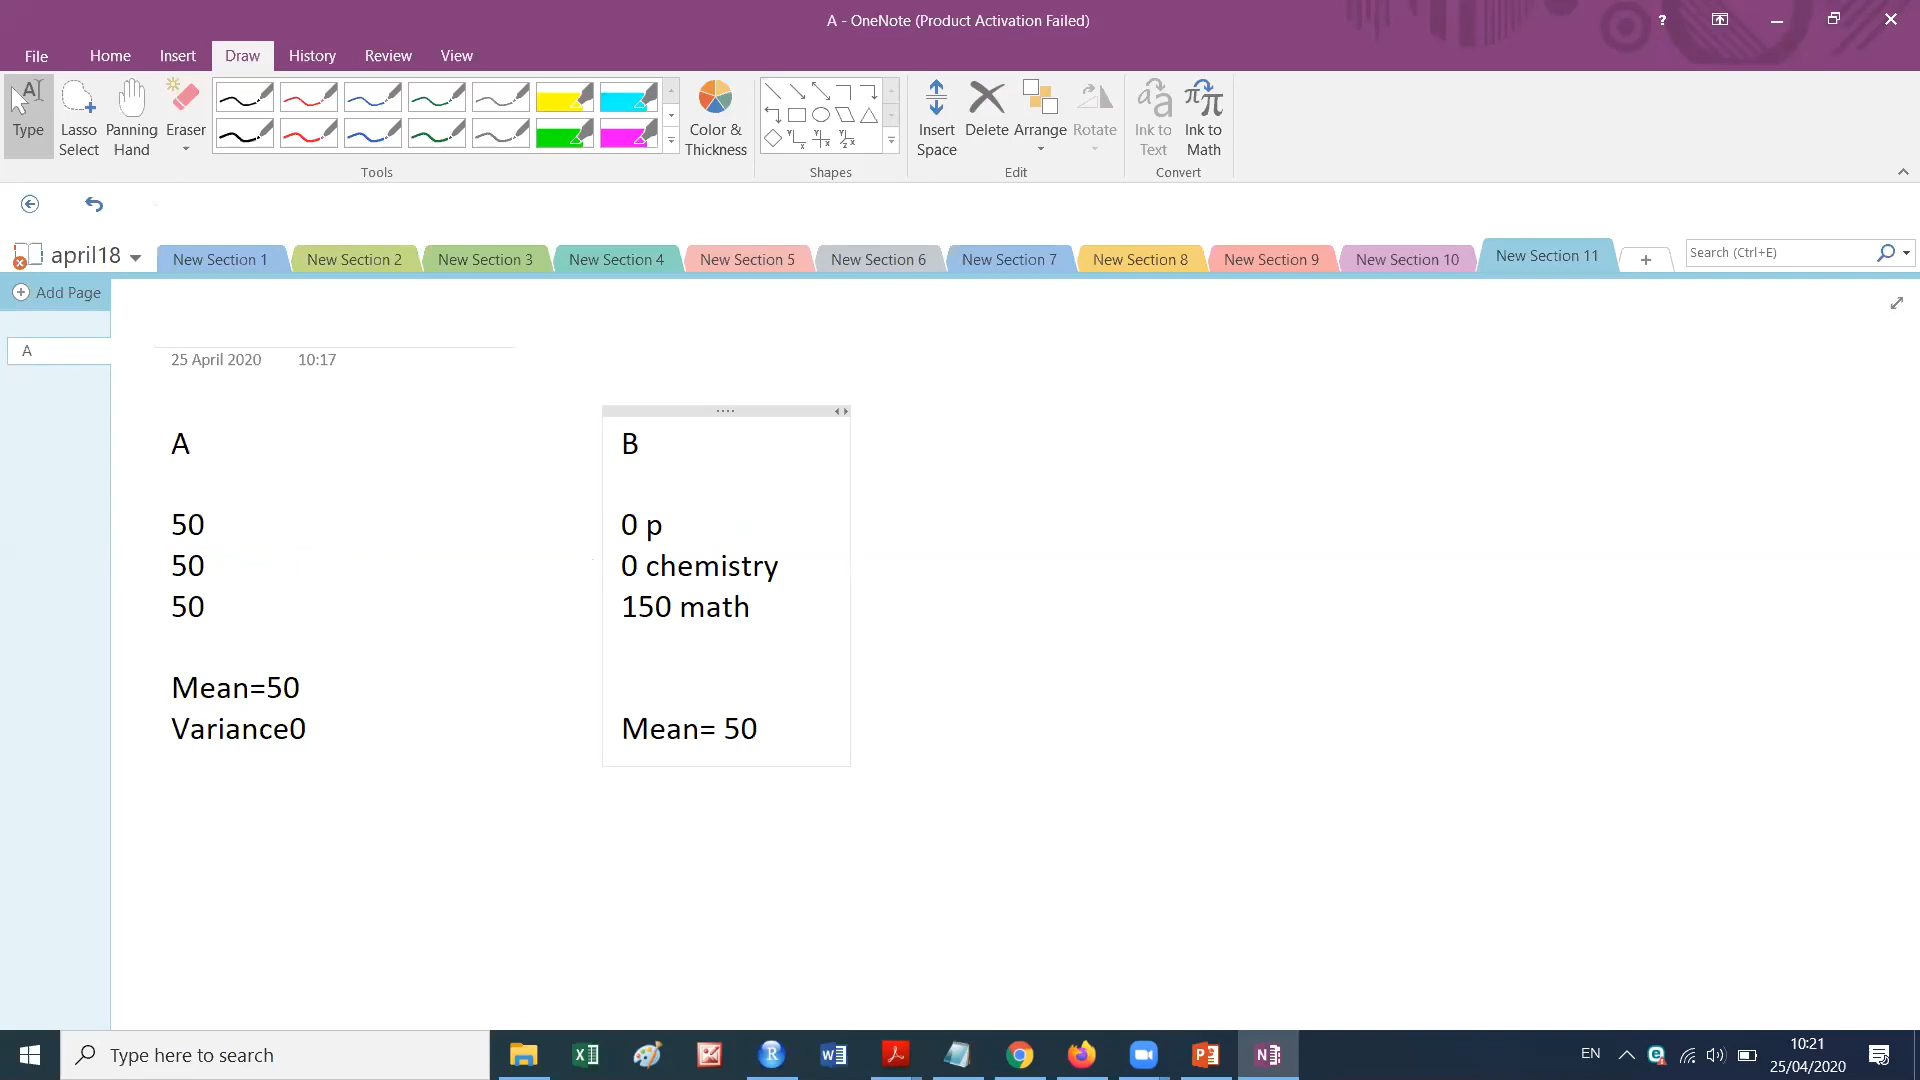 A - OneNote (Product Activation Failed)
?
File
Home
Insert
Draw
History
Review
View
Type
Lasso Select
Panning Hand
Eraser
Color & Thickness
Insert Space
Delete
Arrange
Rotate
Ink to Text
Ink to Math
Tools
Shapes
Edit
Convert
april18
New Section 1
New Section 2
New Section 3
New Section 4
New Section 5
New Section 6
New Section 7
New Section 8
New Section 9
New Section 10
New Section 11
Search (Ctrl+E)
Add Page
A
25 April 2020 10:17
A
50
50
50
Mean=50
Variance0
B
0 p
0 chemistry
150 math
Mean= 50
Type here to search
EN
10:21
25/04/2020